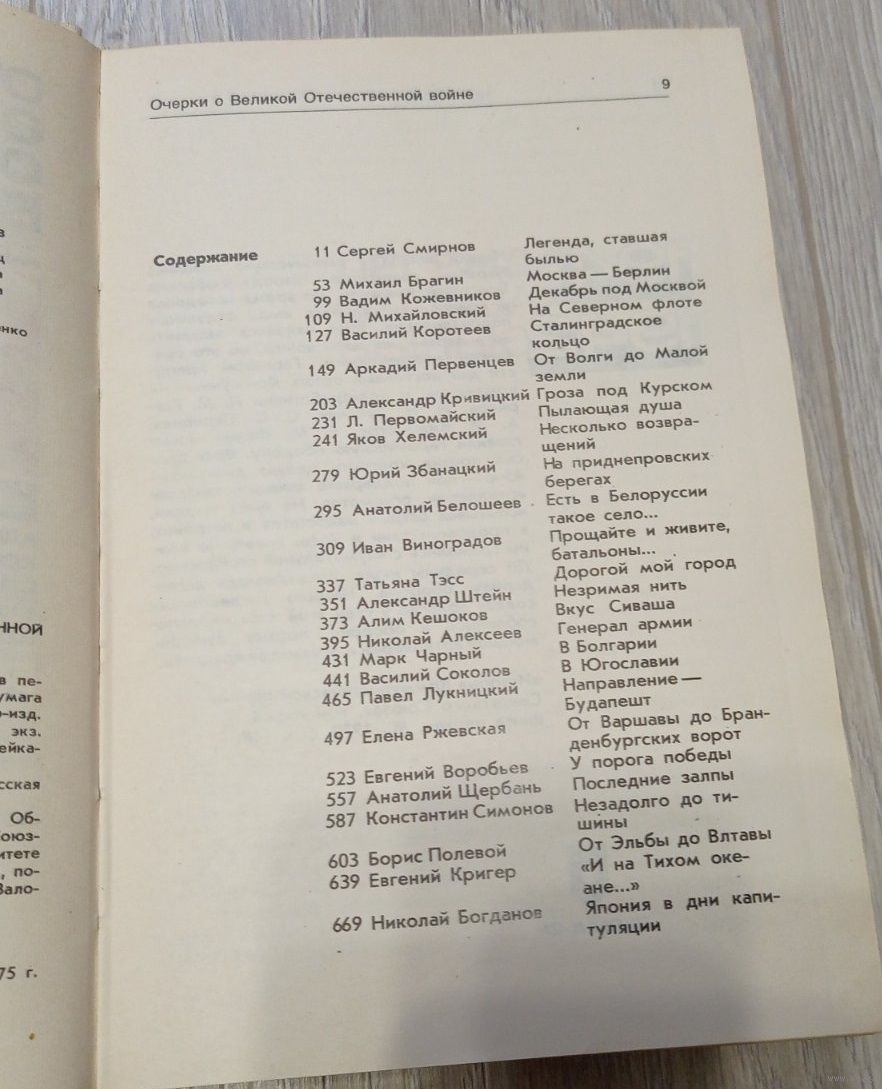 Очерки о Великой Отечественной войне 9
Содержание 11 Сергей Смирнов Легенда, ставшая
былью
53 Михаил Брагин Москва — Берлин
99 Вадим Кожевников Декабрь под Москвой
109 Н. Михайловский На Северном флоте
127 Василий Коротеев Сталинградское
кольцо
149 Аркадий Первенцев От Волги до Малой
земли
203 Александр Кривицкий Гроза под Курском
231 Л. Первомайский Пылающая душа
241 Яков Хелемский Несколько возвра-
щений
279 Юрий Збанацкий На приднепровских
берегах
295 Анатолий Белошеев Есть в Белоруссии
такое село...
309 Иван Виноградов Прощайте и живите,
батальоны...
337 Татьяна Тэсс Дорогой мой город
351 Александр Штейн Незримая нить
373 Алим Кешоков Вкус Сиваша
395 Николай Алексеев Генерал армии
431 Марк Чарный В Болгарии
441 Василий Соколов В Югославии
465 Павел Лукницкий Направление —
Будапешт
497 Елена Ржевская От Варшавы до Бран-
денбургских ворот
523 Евгений Воробьев У порога победы
557 Анатолий Щербань Последние залпы
587 Константин Симонов Незадолго до ти-
шины
603 Борис Полевой От Эльбы до Влтавы
639 Евгений Кригер «И на Тихом оке-
ане...»
669 Николай Богданов Япония в дни капи-
туляции
енко
ННОЙ
в пе-
умага
-изд.
экз.
ейка-
сская
Об-
оюз-
итете
, по-
Зало-
75 г.